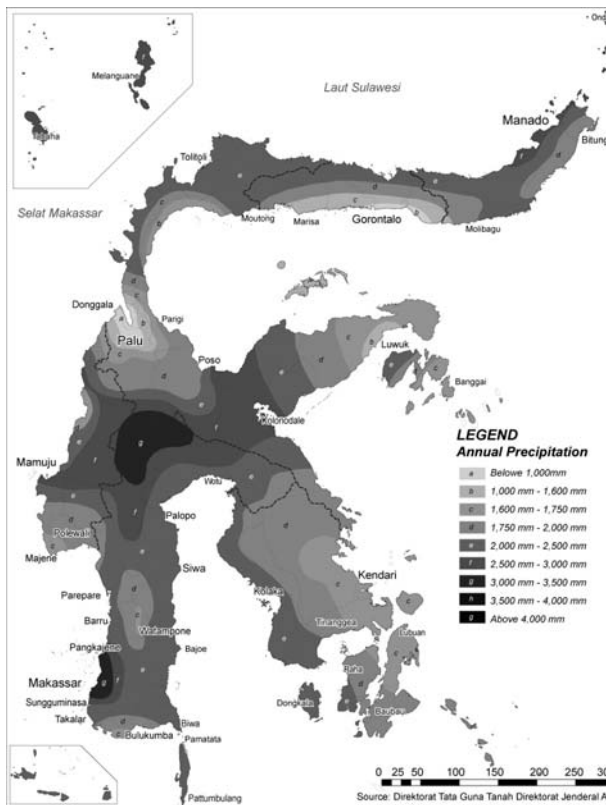 Melanguane
Laut Sulawesi
Manado
Bitung
Tolitoli
Selat Makassar
Moutong
Marisa
Gorontalo
Molibagu
Donggala
Parigi
Palu
Poso
Luwuk
Banggai
Kolonodale
Mamuju
Wotu
Polewali
Palopo
Majene
Siwa
Kendari
Kolaka
Parepare
Barru
Watampone
Tinanggea
Pangkajene
Bajoe
Lubuan
Makassar
Raha
Sungguminasa
Dongkala
Baubau
Takalar
Biwa
Bulukumba
Pamatata
Pattumbulang
LEGEND
Annual Precipitation
a Belowe 1,000mm
b 1,000 mm - 1,600 mm
c 1,600 mm - 1,750 mm
d 1,750 mm - 2,000 mm
e 2,000 mm - 2,500 mm
f 2,500 mm - 3,000 mm
g 3,000 mm - 3,500 mm
h 3,500 mm - 4,000 mm
g Above 4,000 mm
0 25 50 100 150 200 250
Source: Direktorat Tata Guna Tanah Direktorat Jenderal